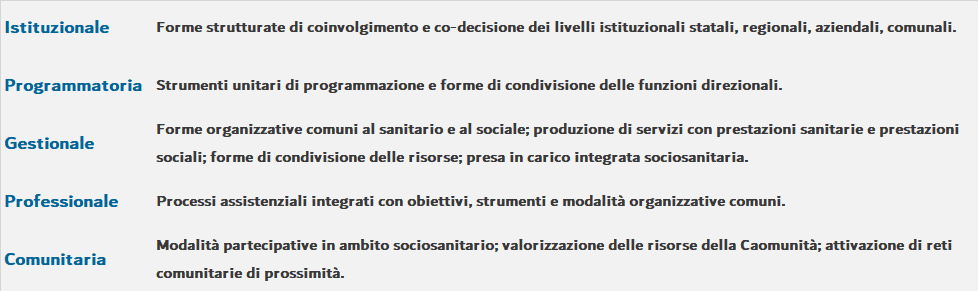 Istituzionale Forme strutturate di coinvolgimento e co-decisione dei livelli istituzionali statali, regionali, aziendali, comunali.
Programmatoria Strumenti unitari di programmazione e forme di condivisione delle funzioni direzionali.
Gestionale
Forme organizzative comuni al sanitario e al sociale; produzione di servizi con prestazioni sanitarie e prestazioni
sociali; forme di condivisione delle risorse; presa in carico integrata sociosanitaria.
Professionale Processi assistenziali integrati con obiettivi, strumenti e modalità organizzative comuni.
Comunitaria
Modalità partecipative in ambito sociosanitario; valorizzazione delle risorse della Caomunità; attivazione di reti
comunitarie di prossimità.